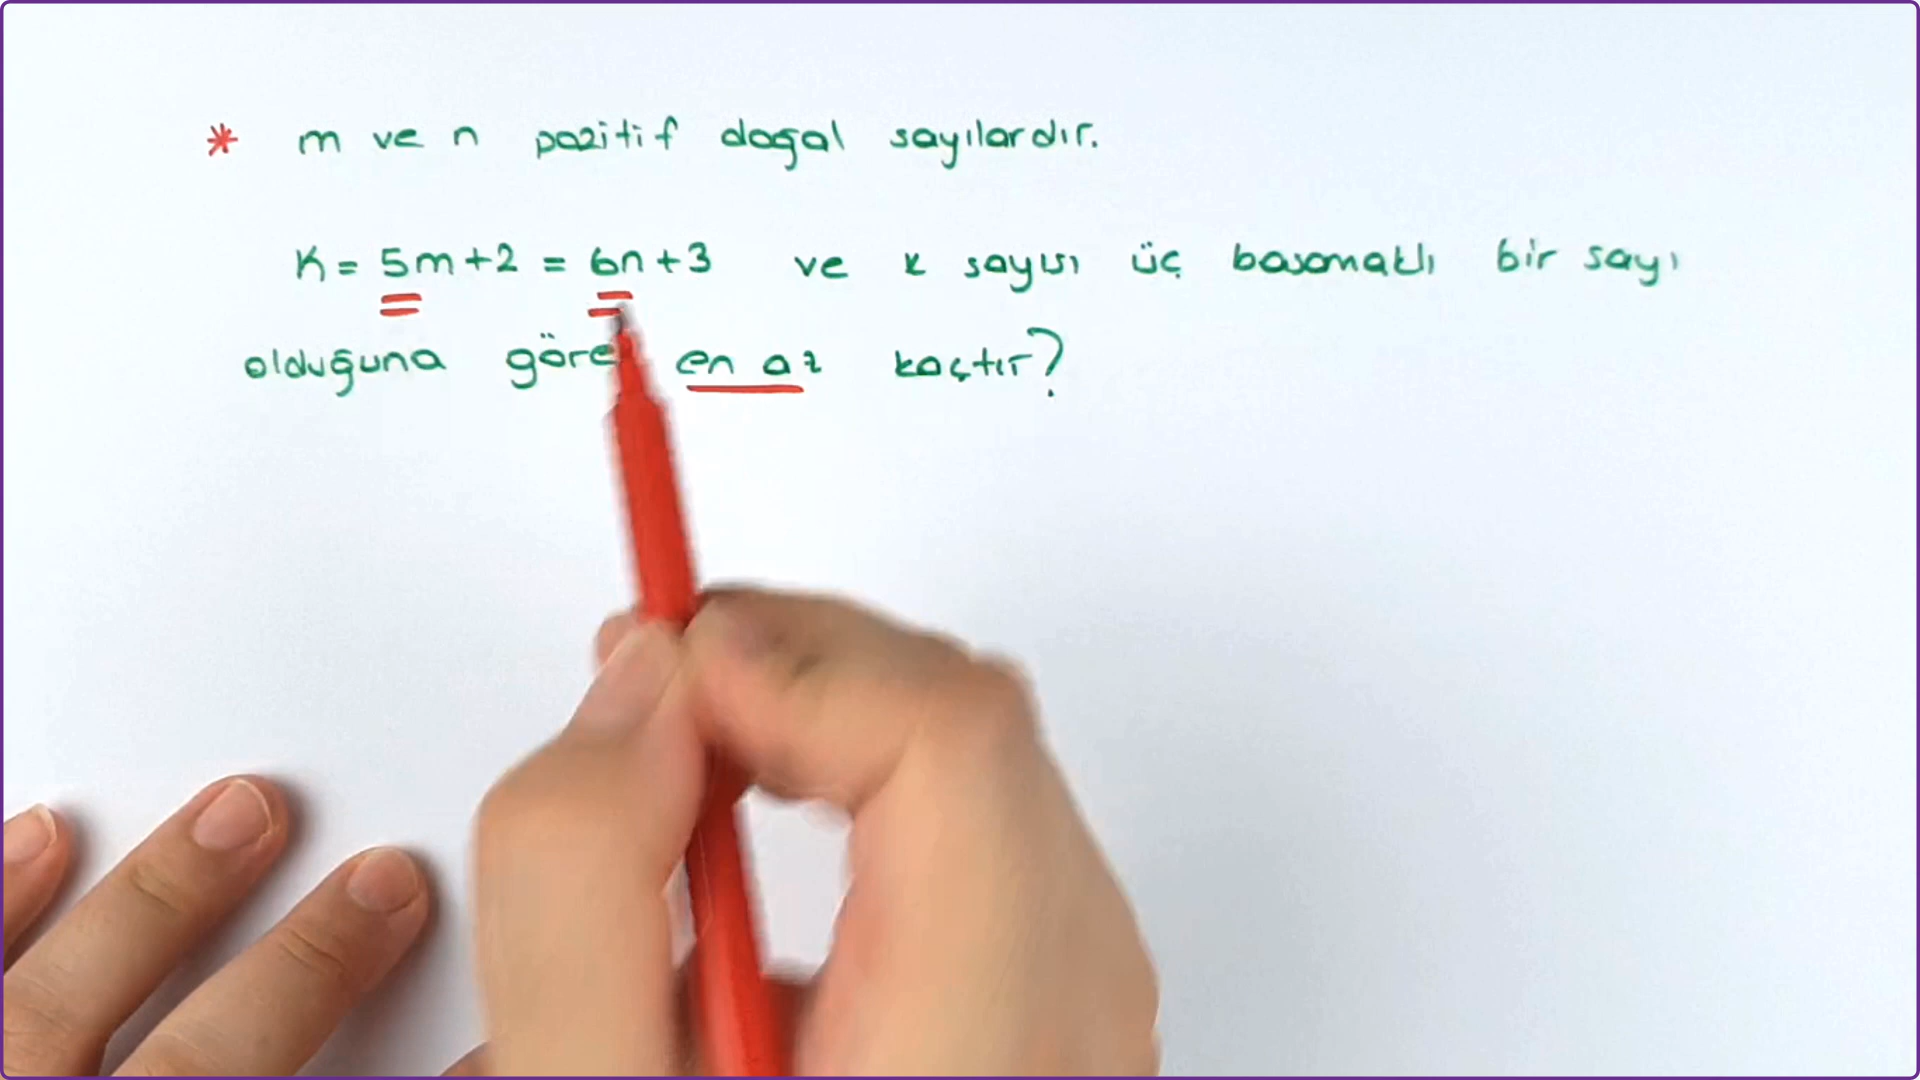 * m ve n pozitif doğal sayılardır.
K = 5m+2 = 6n+3 ve k sayısı üç basamaklı bir sayı
olduğuna göre en az kaçtır?